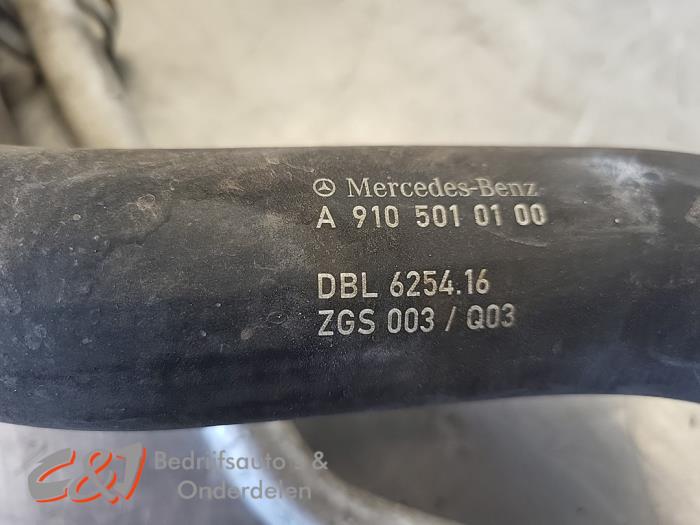 Mercedes-Benz
A 910 501 01 00
DBL 6254.16
ZGS 003 / Q03
C&J Bedrijfsauto's &
Onderdelen